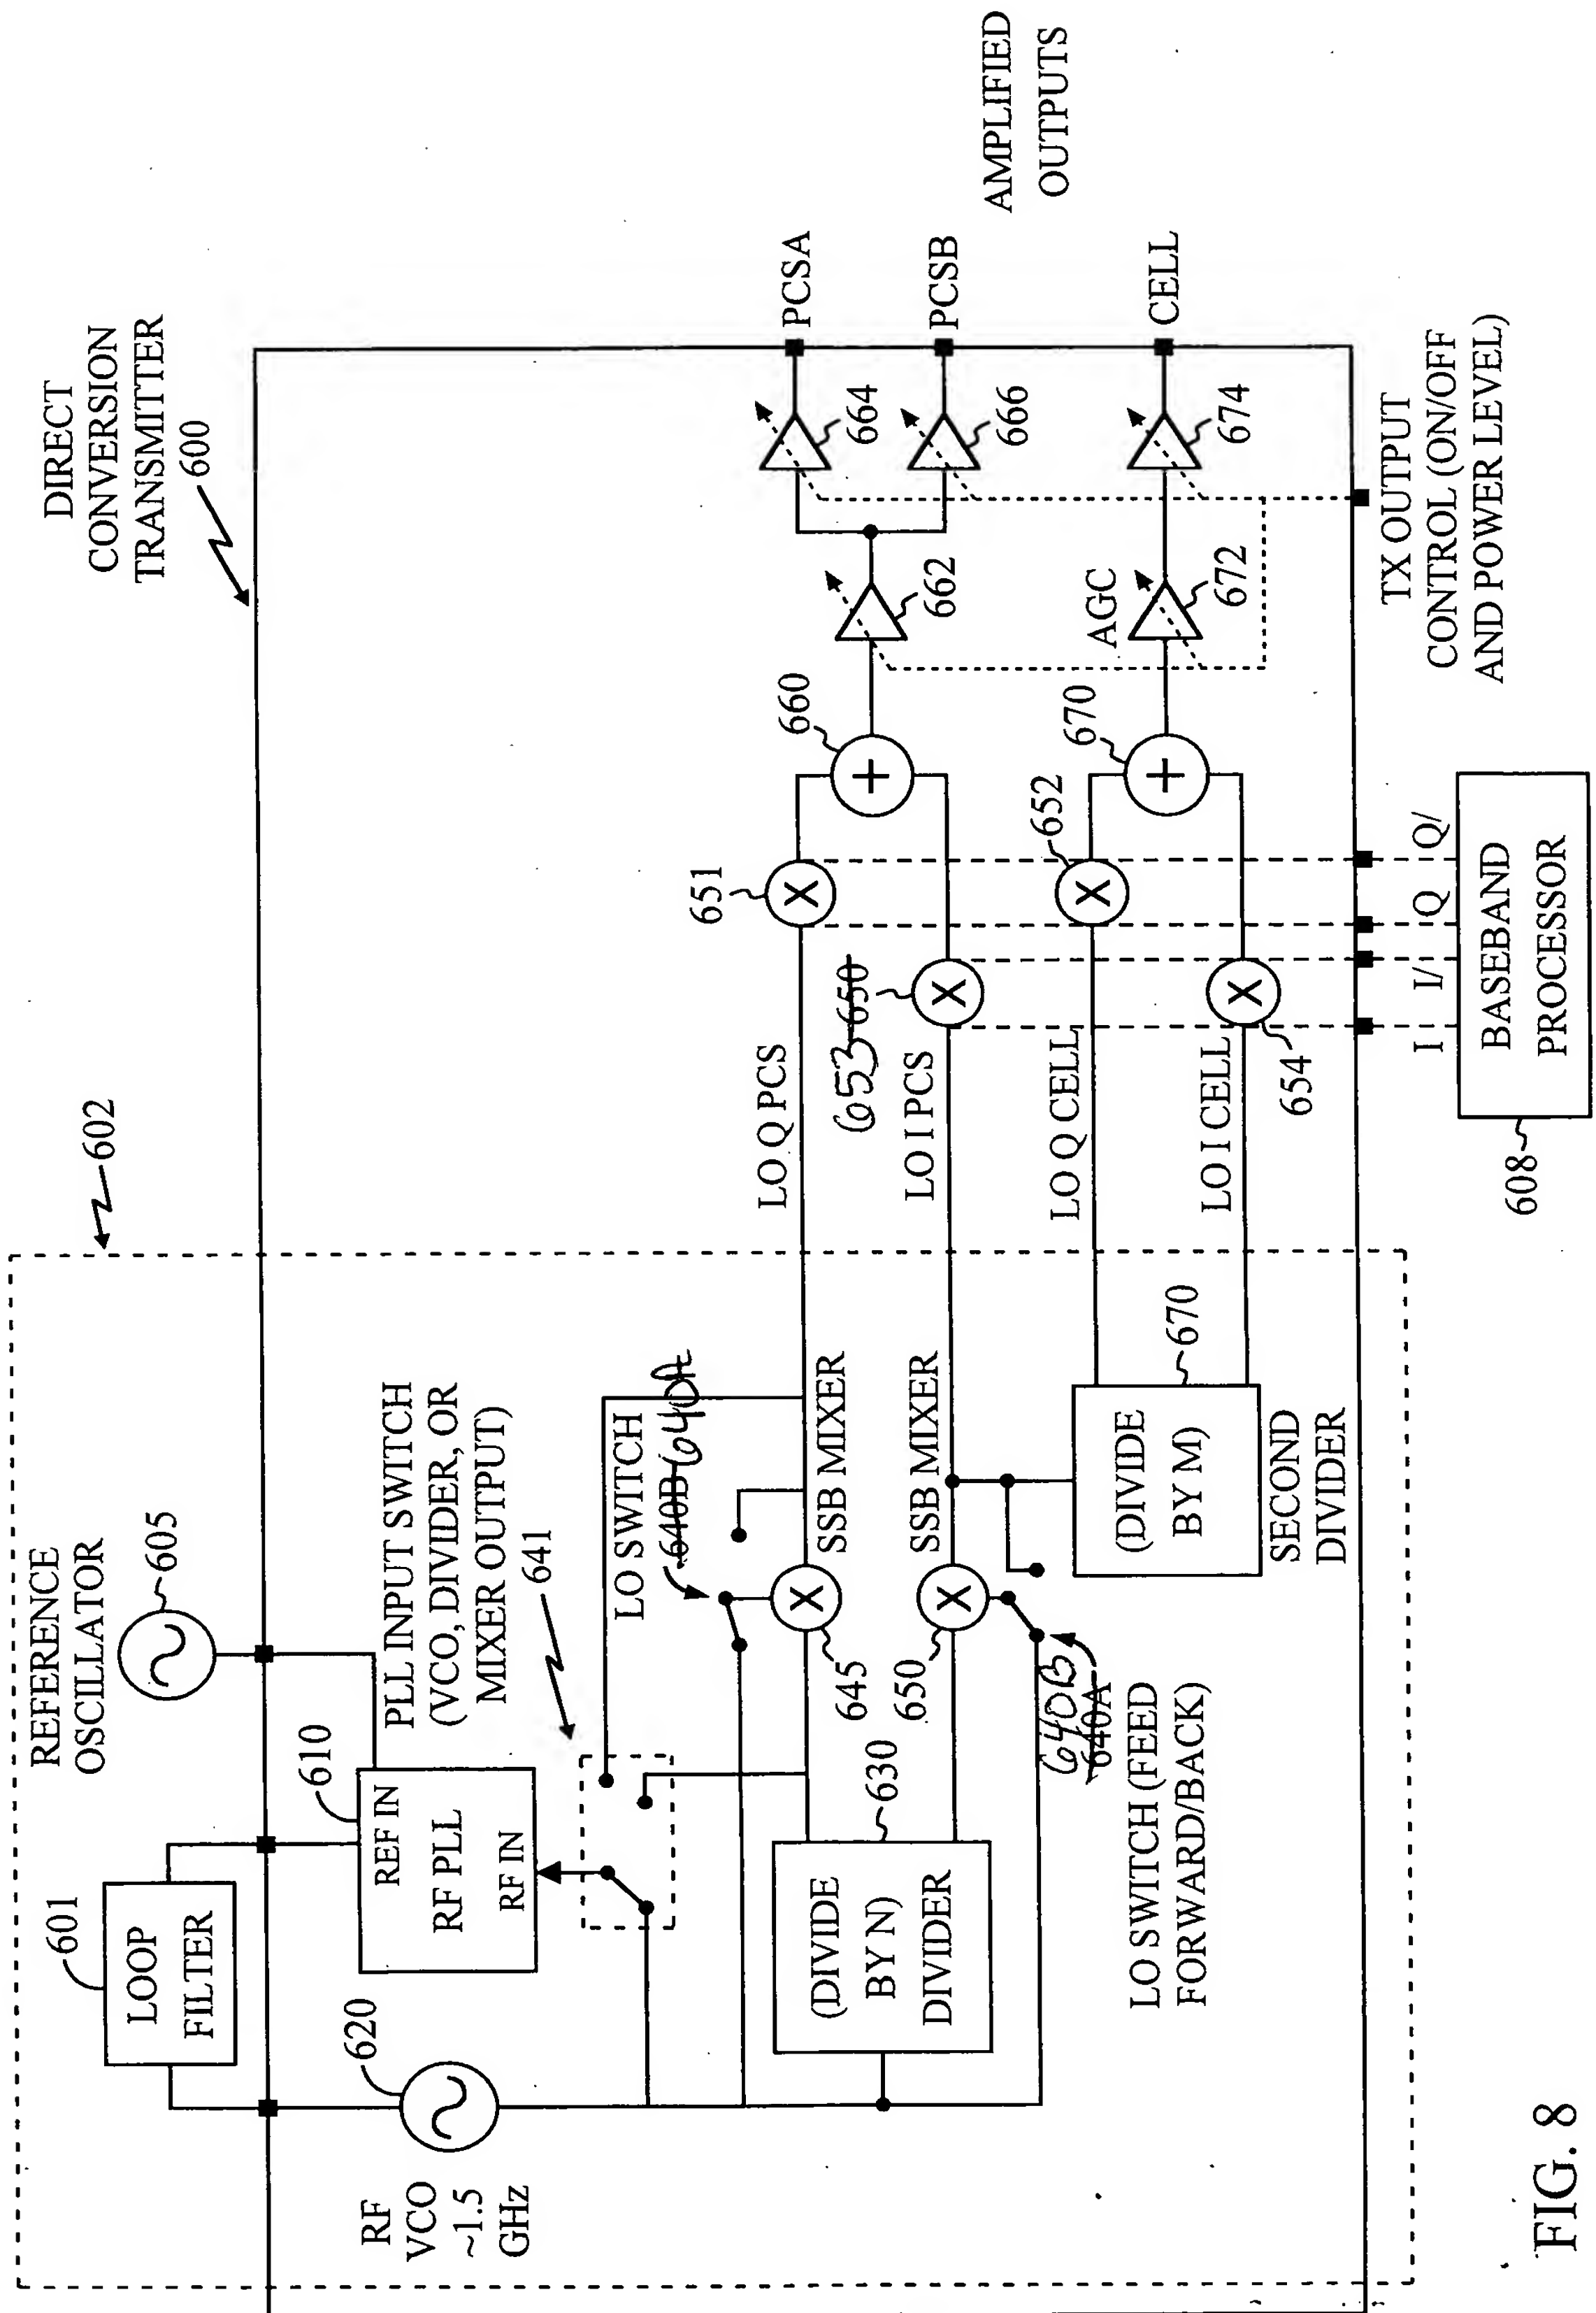 DIRECT
CONVERSION
TRANSMITTER
600
602
REFERENCE
OSCILLATOR
605
601
LOOP
FILTER
610
REF IN
RF PLL
RF IN
620
RF
VCO
~1.5
GHz
PLL INPUT SWITCH
(VCO, DIVIDER, OR
MIXER OUTPUT)
641
LO SWITCH
640B 640A
SSB MIXER
645
SSB MIXER
650
(DIVIDE
BY N)
DIVIDER
630
640B
640A
LO SWITCH (FEED
FORWARD/BACK)
(DIVIDE
BY M)
670
SECOND
DIVIDER
LO Q PCS
653 650
LO I PCS
LO Q CELL
LO I CELL
651
652
654
660
670
662
AGC
672
664
666
674
PCSA
PCSB
CELL
AMPLIFIED
OUTPUTS
TX OUTPUT
CONTROL (ON/OFF
AND POWER LEVEL)
I
I/
Q
Q/
BASEBAND
PROCESSOR
608
FIG. 8